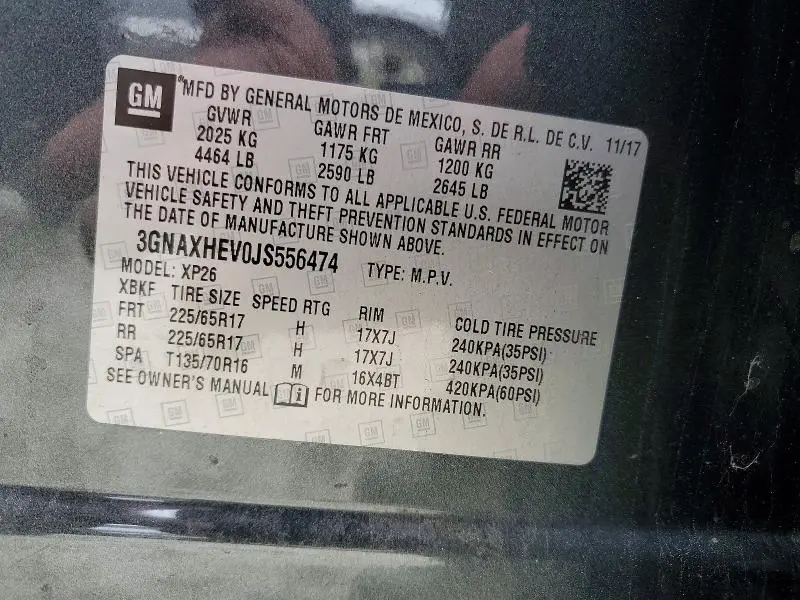 GM
®MFD BY GENERAL MOTORS DE MEXICO, S. DE R.L. DE C.V. 11/17
GVWR GAWR FRT GAWR RR
2025 KG 1175 KG 1200 KG
4464 LB 2590 LB 2645 LB
THIS VEHICLE CONFORMS TO ALL APPLICABLE U.S. FEDERAL MOTOR
VEHICLE SAFETY AND THEFT PREVENTION STANDARDS IN EFFECT ON
THE DATE OF MANUFACTURE SHOWN ABOVE.
3GNAXHEV0JS556474 TYPE: M.P.V.
MODEL: XP26
XBKF TIRE SIZE SPEED RTG RIM COLD TIRE PRESSURE
FRT 225/65R17 H 17X7J 240KPA(35PSI)
RR 225/65R17 H 17X7J 240KPA(35PSI)
SPA T135/70R16 M 16X4BT 420KPA(60PSI)
SEE OWNER'S MANUAL FOR MORE INFORMATION.